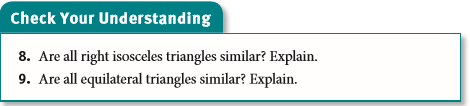 Check Your Understanding
8. Are all right isosceles triangles similar? Explain.
9. Are all equilateral triangles similar? Explain.